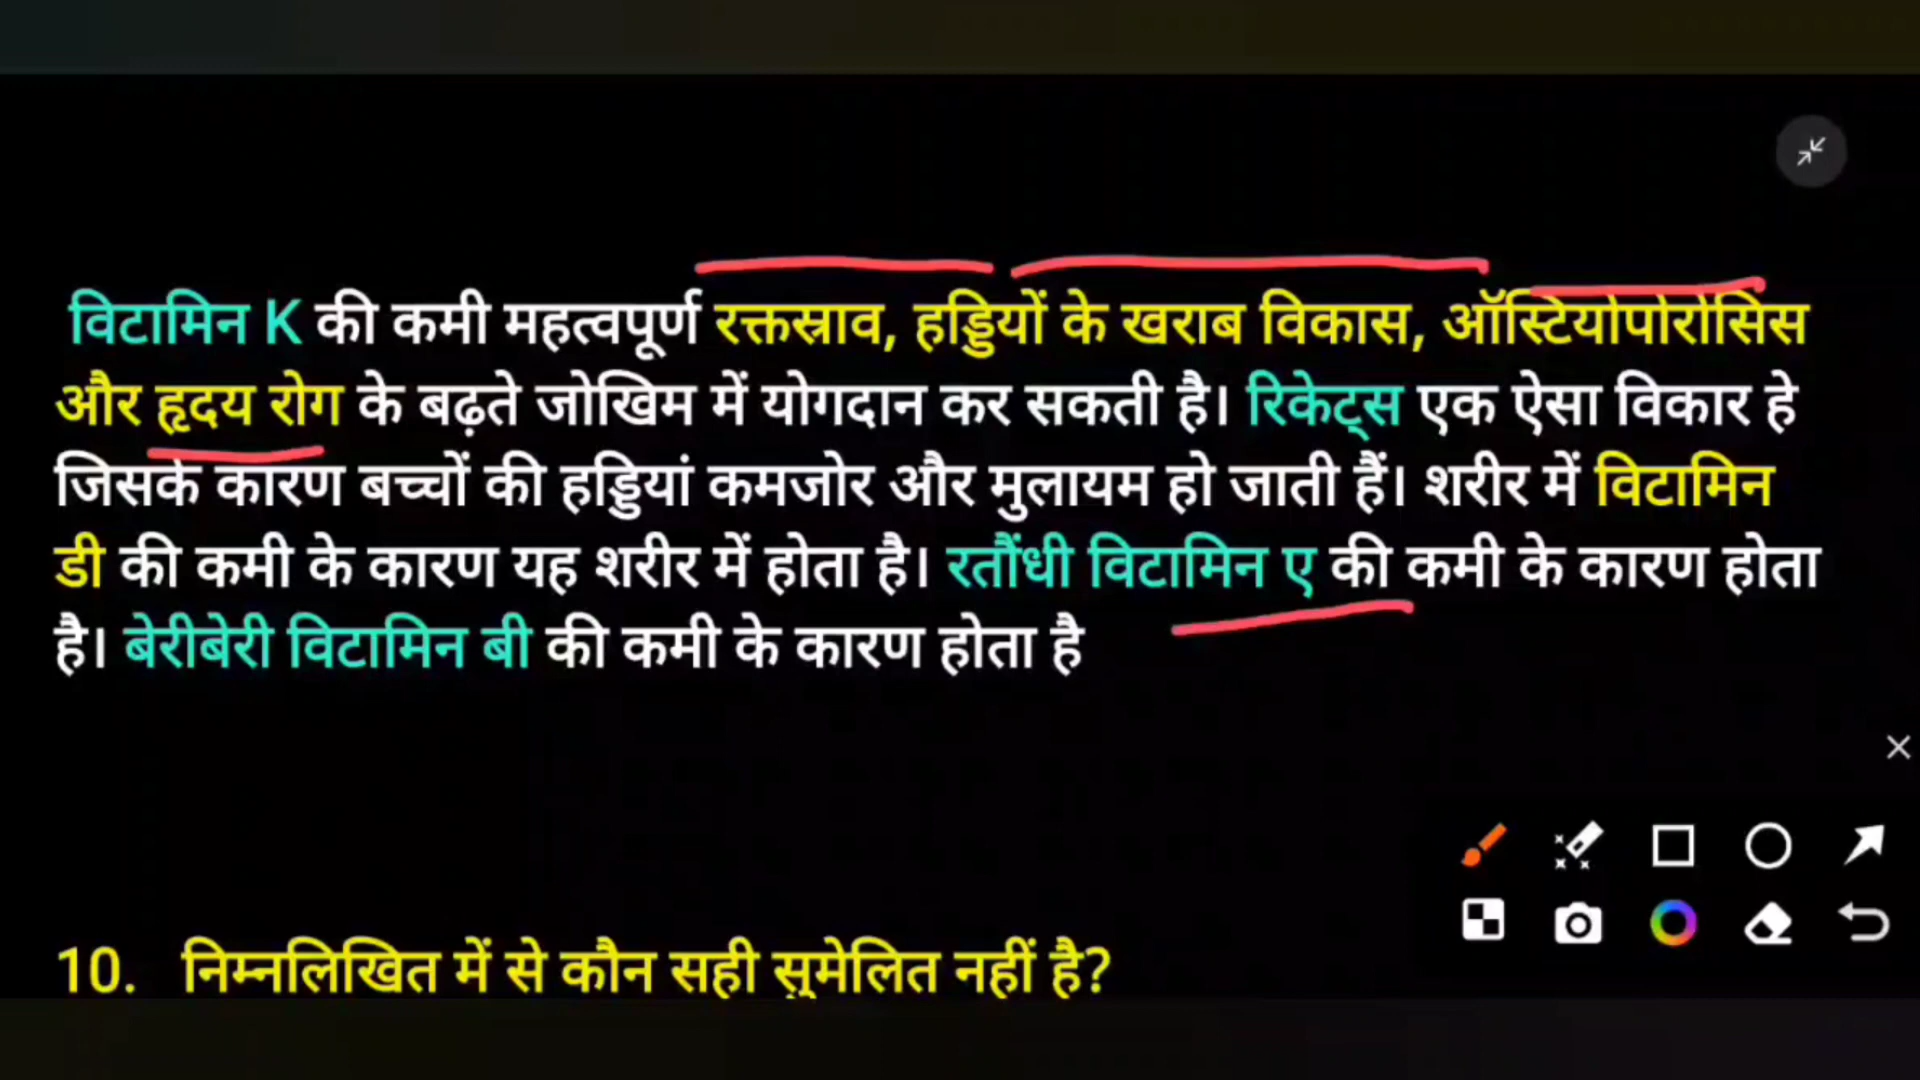 विटामिन K की कमी महत्वपूर्ण रक्तस्राव, हड्डियों के खराब विकास, ऑस्टियोपोरोसिस
और हृदय रोग के बढ़ते जोखिम में योगदान कर सकती है। रिकेट्स एक ऐसा विकार हे
जिसके कारण बच्चों की हड्डियां कमजोर और मुलायम हो जाती हैं। शरीर में विटामिन
डी की कमी के कारण यह शरीर में होता है। रतौंधी विटामिन ए की कमी के कारण होता
है। बेरीबेरी विटामिन बी की कमी के कारण होता है
10. निम्नलिखित में से कौन सही सुमेलित नहीं है?